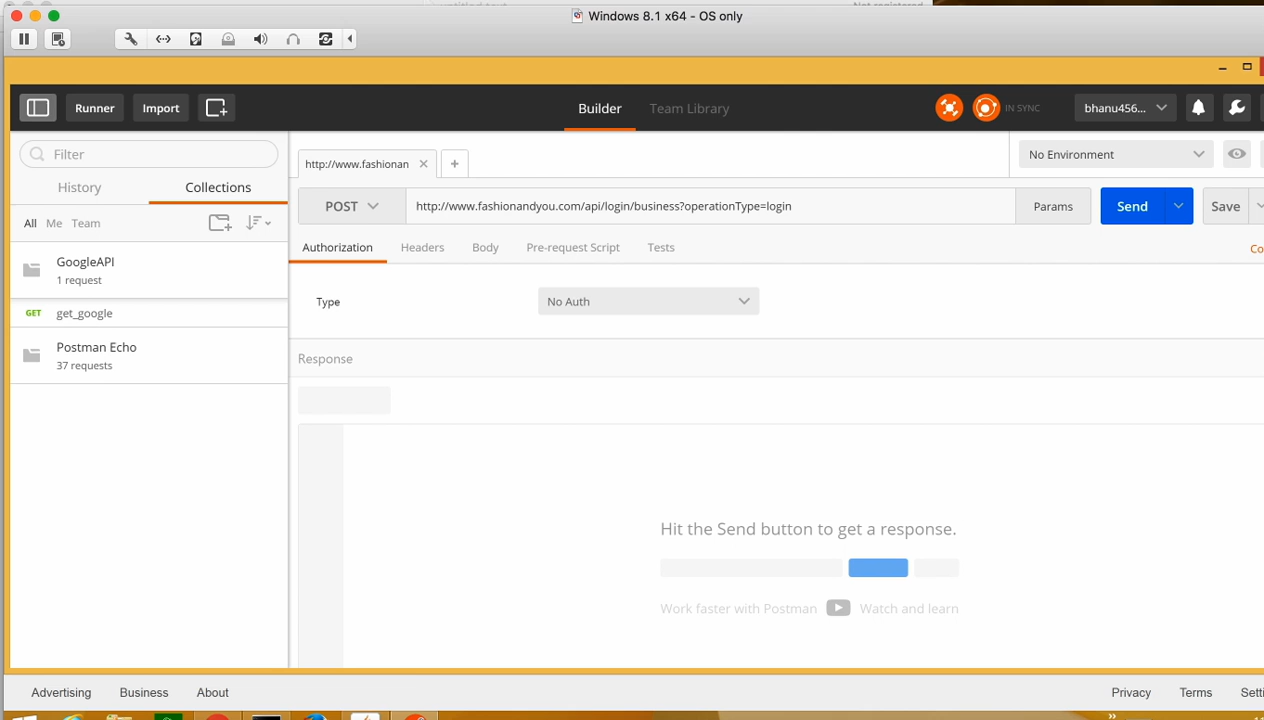 Windows 8.1 x64 - OS only
Runner
Import
Builder
Team Library
IN SYNC
bhanu456...
Filter
History
Collections
All
Me
Team
GoogleAPI
1 request
GET
get_google
Postman Echo
37 requests
http://www.fashionan
No Environment
POST
http://www.fashionandyou.com/api/login/business?operationType=login
Params
Send
Save
Authorization
Headers
Body
Pre-request Script
Tests
Co
Type
No Auth
Response
Hit the Send button to get a response.
Work faster with Postman
Watch and learn
Advertising
Business
About
Privacy
Terms
Setti